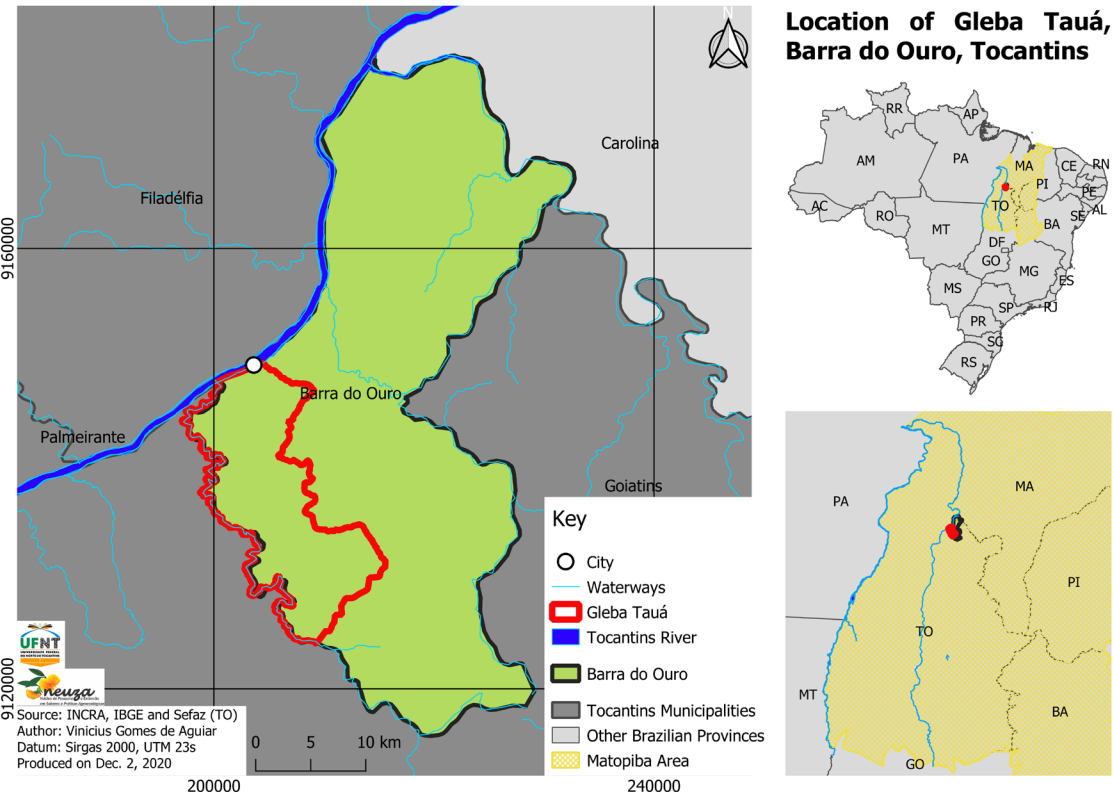 Location of Gleba Tauá,
Barra do Ouro, Tocantins
N
Carolina
Filadélfia
9160000
Barra do Ouro
Palmeirante
Goiatins
9120000
200000
240000
Key
City
Waterways
Gleba Tauá
Tocantins River
Barra do Ouro
Tocantins Municipalities
Other Brazilian Provinces
Matopiba Area
UFNT
neuza
Source: INCRA, IBGE and Sefaz (TO)
Author: Vinicius Gomes de Aguiar
Datum: Sirgas 2000, UTM 23s
Produced on Dec. 2, 2020
0 5 10 km
RR
AP
AM
PA
MA
CE
RN
PI
PE
AC
TO
AL
RO
SE
BA
MT
DF
GO
MG
MS
ES
SP
RJ
PR
SC
RS
PA
MA
PI
TO
MT
BA
GO